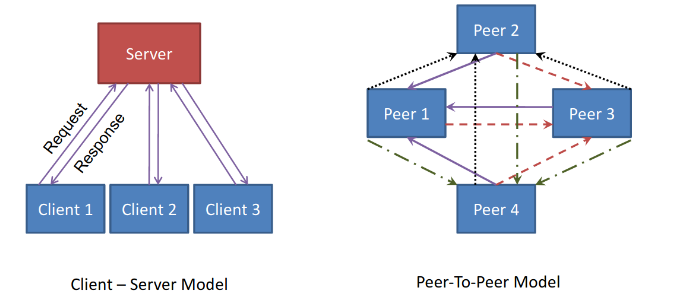 Server
Request
Response
Client 1
Client 2
Client 3
Client – Server Model
Peer 2
Peer 1
Peer 3
Peer 4
Peer-To-Peer Model